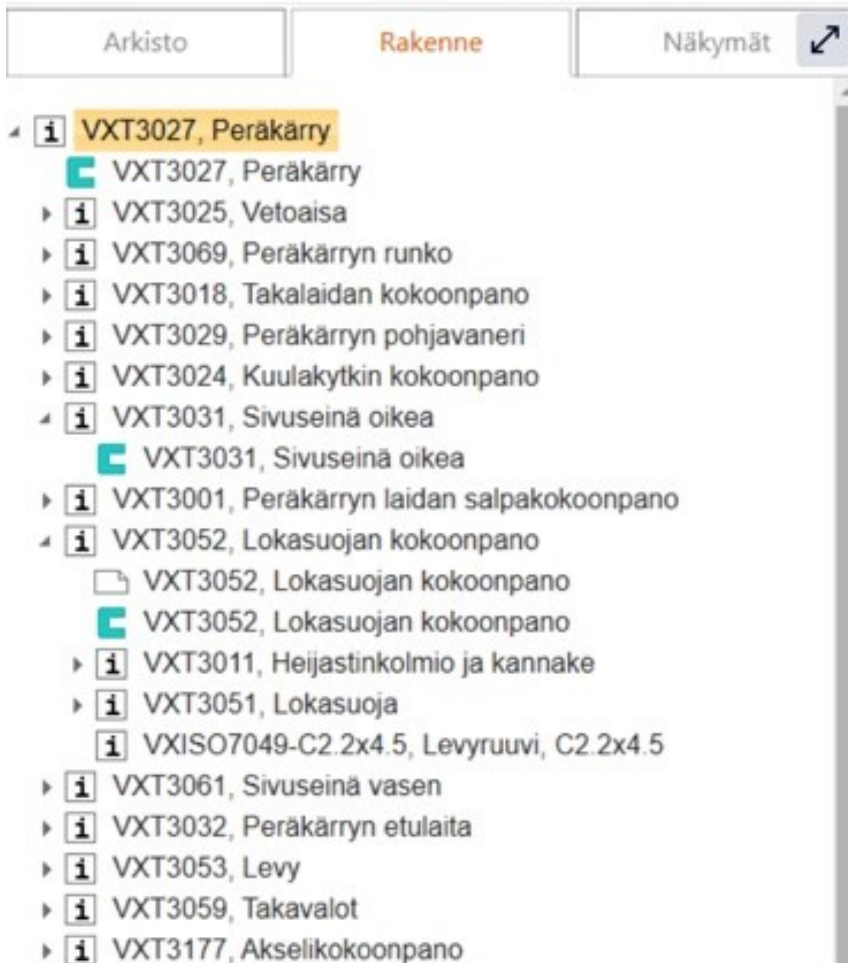 Arkisto Rakenne Näkymät
VXT3027, Peräkärry
VXT3027, Peräkärry
VXT3025, Vetoaisa
VXT3069, Peräkärryn runko
VXT3018, Takalaidan kokoonpano
VXT3029, Peräkärryn pohjavaneri
VXT3024, Kuulakytkin kokoonpano
VXT3031, Sivuseinä oikea
VXT3031, Sivuseinä oikea
VXT3001, Peräkärryn laidan salpakokoonpano
VXT3052, Lokasuojan kokoonpano
VXT3052, Lokasuojan kokoonpano
VXT3052, Lokasuojan kokoonpano
VXT3011, Heijastinkolmio ja kannake
VXT3051, Lokasuoja
VXISO7049-C2.2x4.5, Levyruuvi, C2.2x4.5
VXT3061, Sivuseinä vasen
VXT3032, Peräkärryn etulaita
VXT3053, Levy
VXT3059, Takavalot
VXT3177, Akselikokoonpano